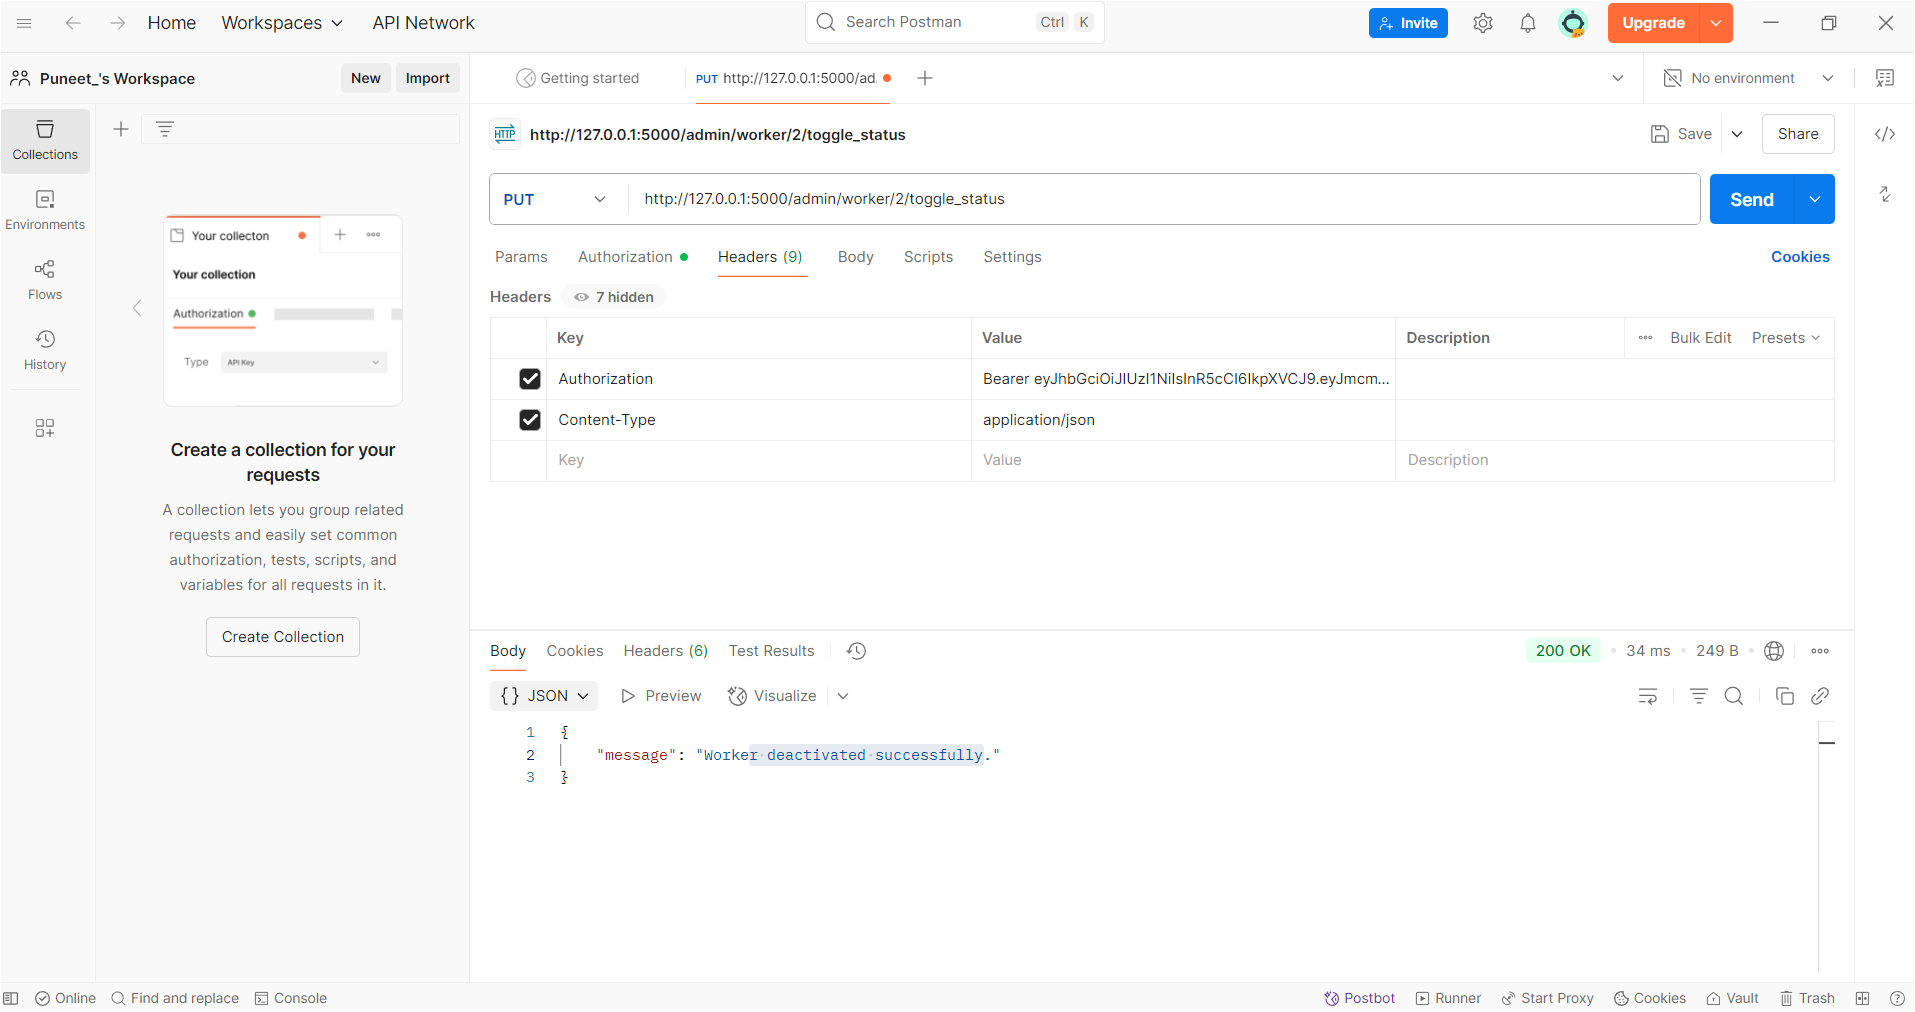 Home Workspaces API Network Search Postman Ctrl K Invite Upgrade
Puneet_'s Workspace New Import Getting started PUT http://127.0.0.1:5000/ad. No environment
Collections
Environments
Flows
History
Your collecton
Your collection
Authorization
Type API Key
Create a collection for your
requests
A collection lets you group related
requests and easily set common
authorization, tests, scripts, and
variables for all requests in it.
Create Collection
HTTP http://127.0.0.1:5000/admin/worker/2/toggle_status Save Share
PUT http://127.0.0.1:5000/admin/worker/2/toggle_status Send
Params Authorization Headers (9) Body Scripts Settings Cookies
Headers 7 hidden
Key Value Description Bulk Edit Presets
Authorization Bearer eyJhbGciOiJIUzI1NiIsInR5cCI6IkpXVCJ9.eyJmcm...
Content-Type application/json
Key Value Description
Body Cookies Headers (6) Test Results 200 OK 34 ms 249 B
{} JSON Preview Visualize
1 {
2 "message": "Worker deactivated successfully."
3 }
Online Find and replace Console Postbot Runner Start Proxy Cookies Vault Trash